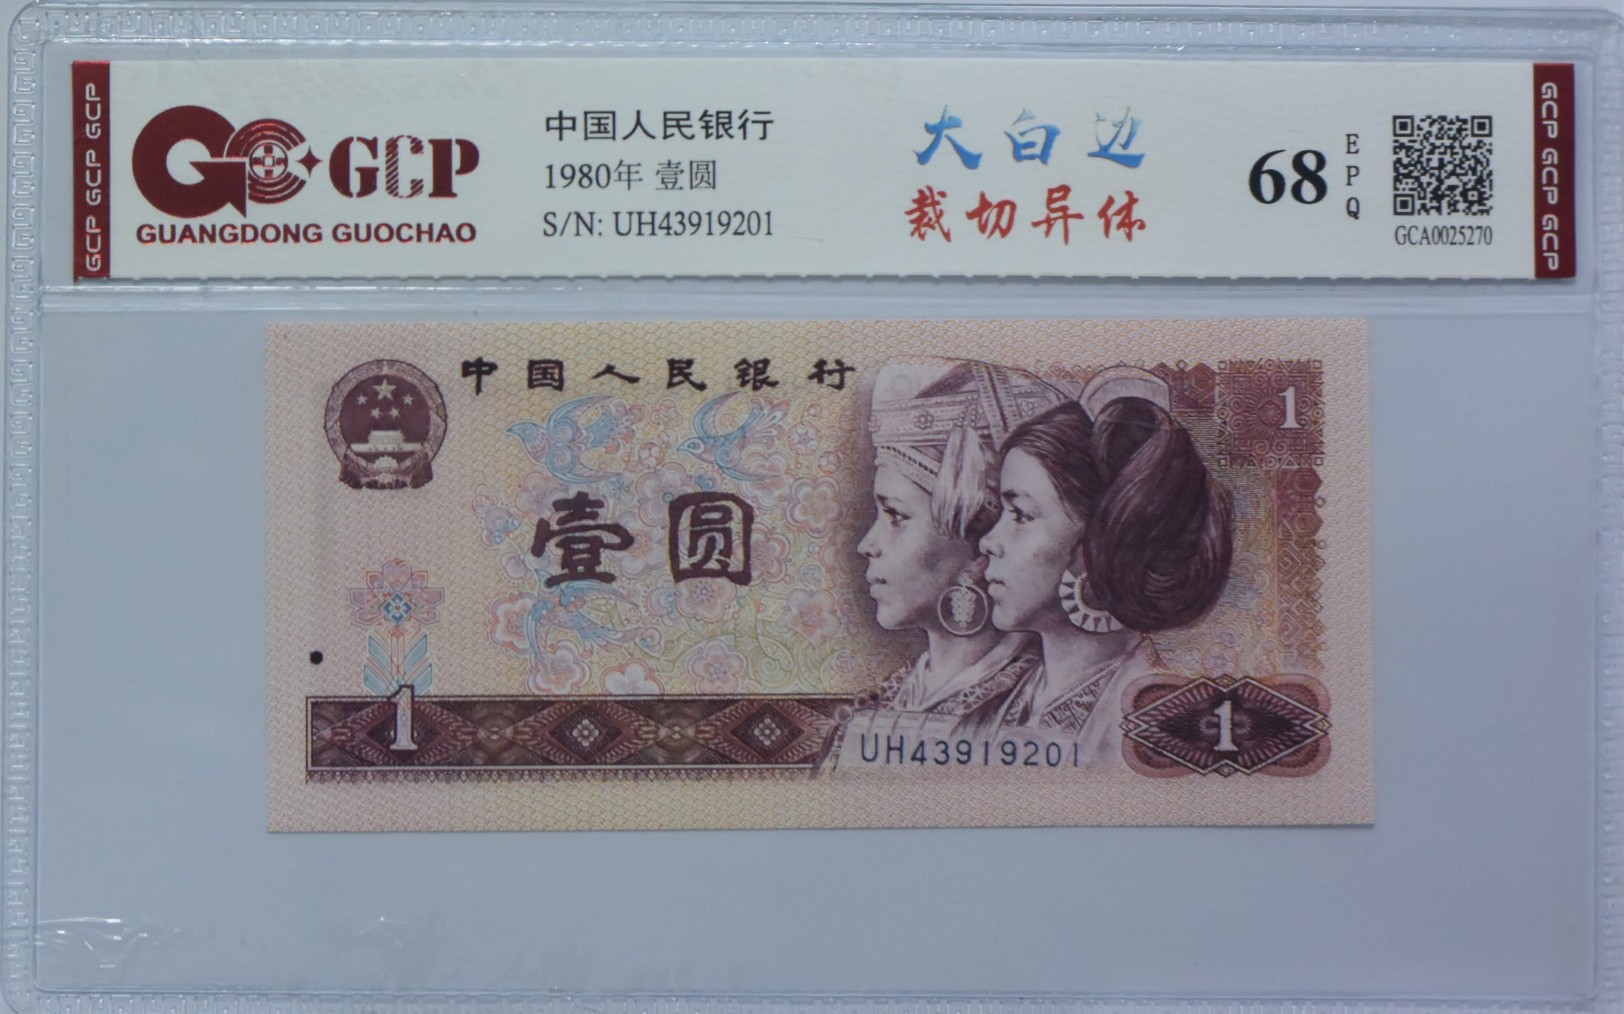 GCP GCP GCP
GCP
GUANGDONG GUOCHAO
中国人民银行
1980年 壹圆
S/N: UH43919201
大白边
裁切异体
68
EPQ
GCA0025270
GCP GCP GCP
中国人民银行
1
壹圆
1
UH43919201
1